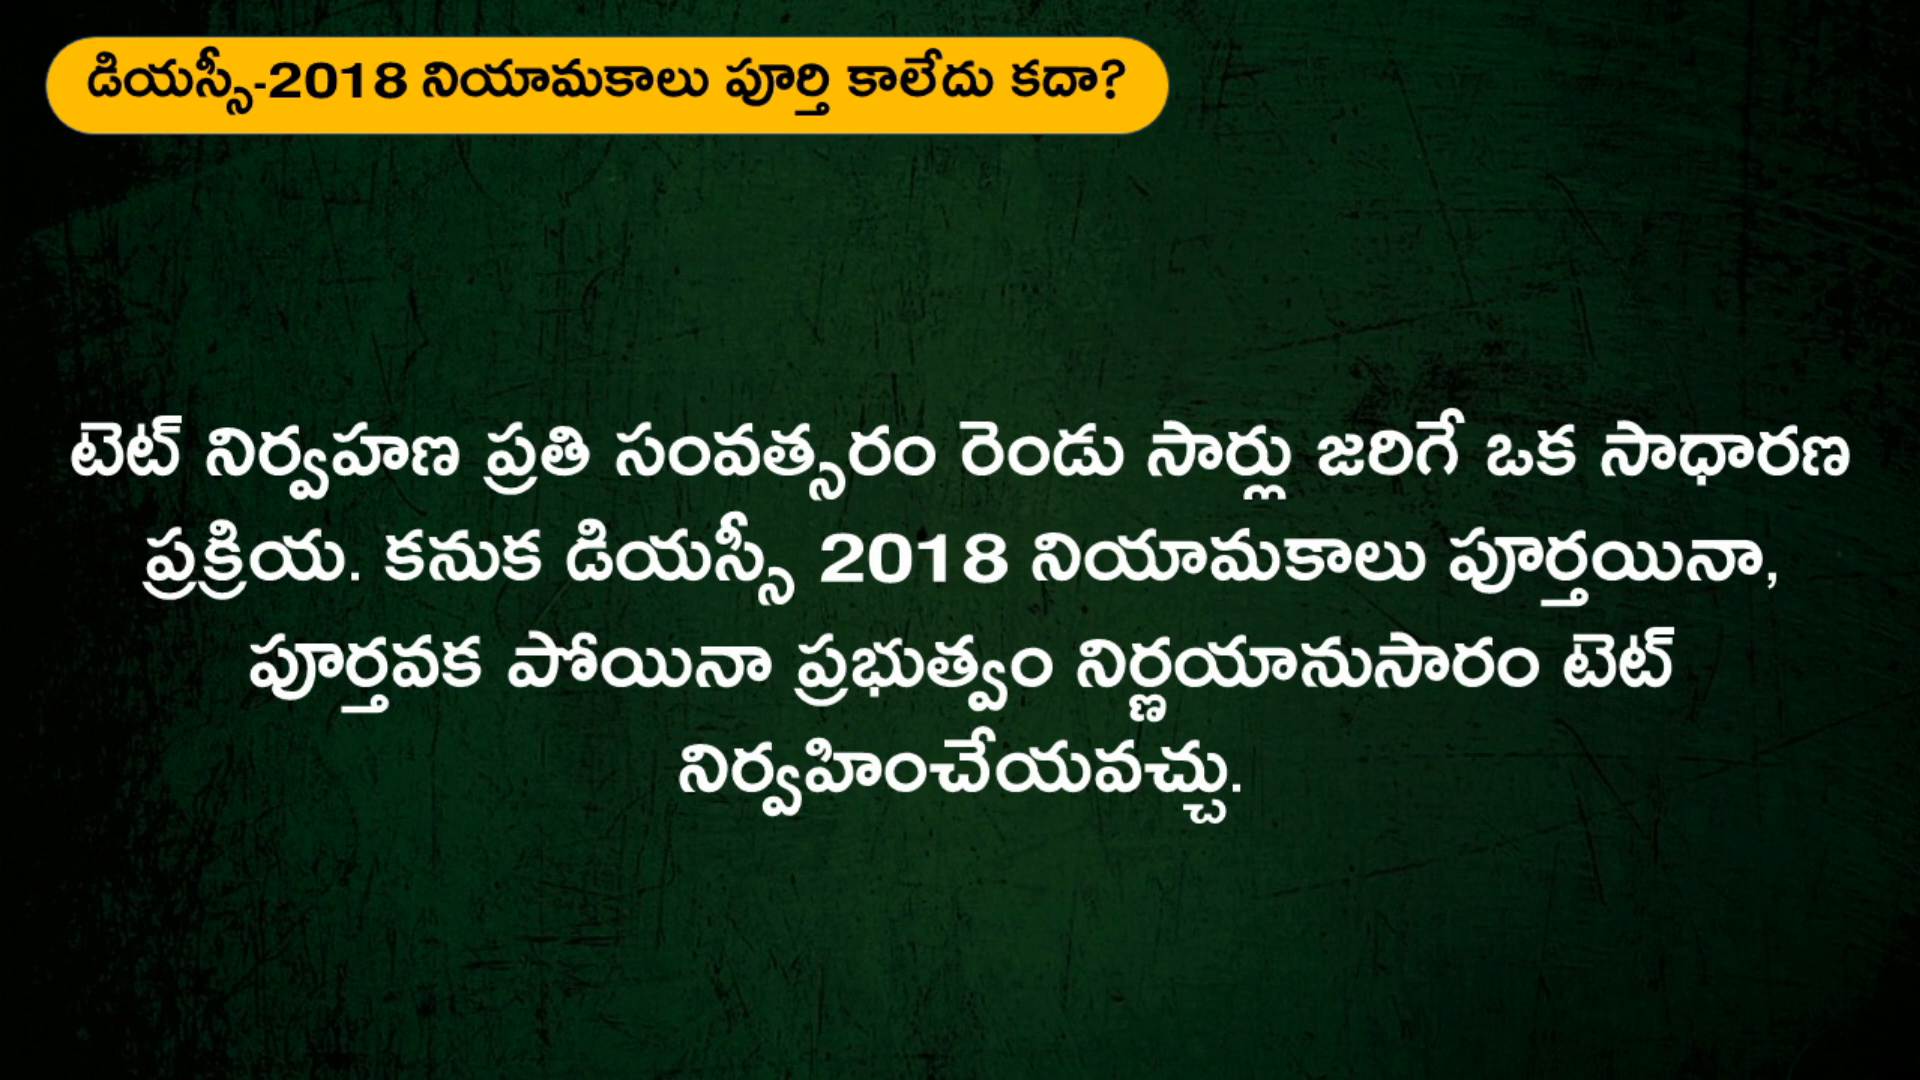 డియస్సీ-2018 నియామకాలు పూర్తి కాలేదు కదా?
టెట్ నిర్వహణ ప్రతి సంవత్సరం రెండు సార్లు జరిగే ఒక సాధారణ
ప్రక్రియ. కనుక డియస్సీ 2018 నియామకాలు పూర్తయినా,
పూర్తవక పోయినా ప్రభుత్వం నిర్ణయానుసారం టెట్
నిర్వహించేయవచ్చు.